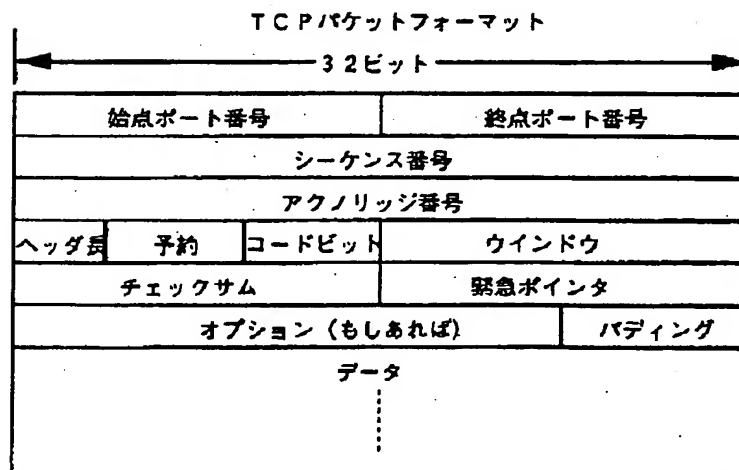 TCPパケットフォーマット
32ビット
始点ポート番号 終点ポート番号
シーケンス番号
アクノリッジ番号
ヘッダ長 予約 コードビット ウインドウ
チェックサム 緊急ポインタ
オプション(もしあれば) パディング
データ